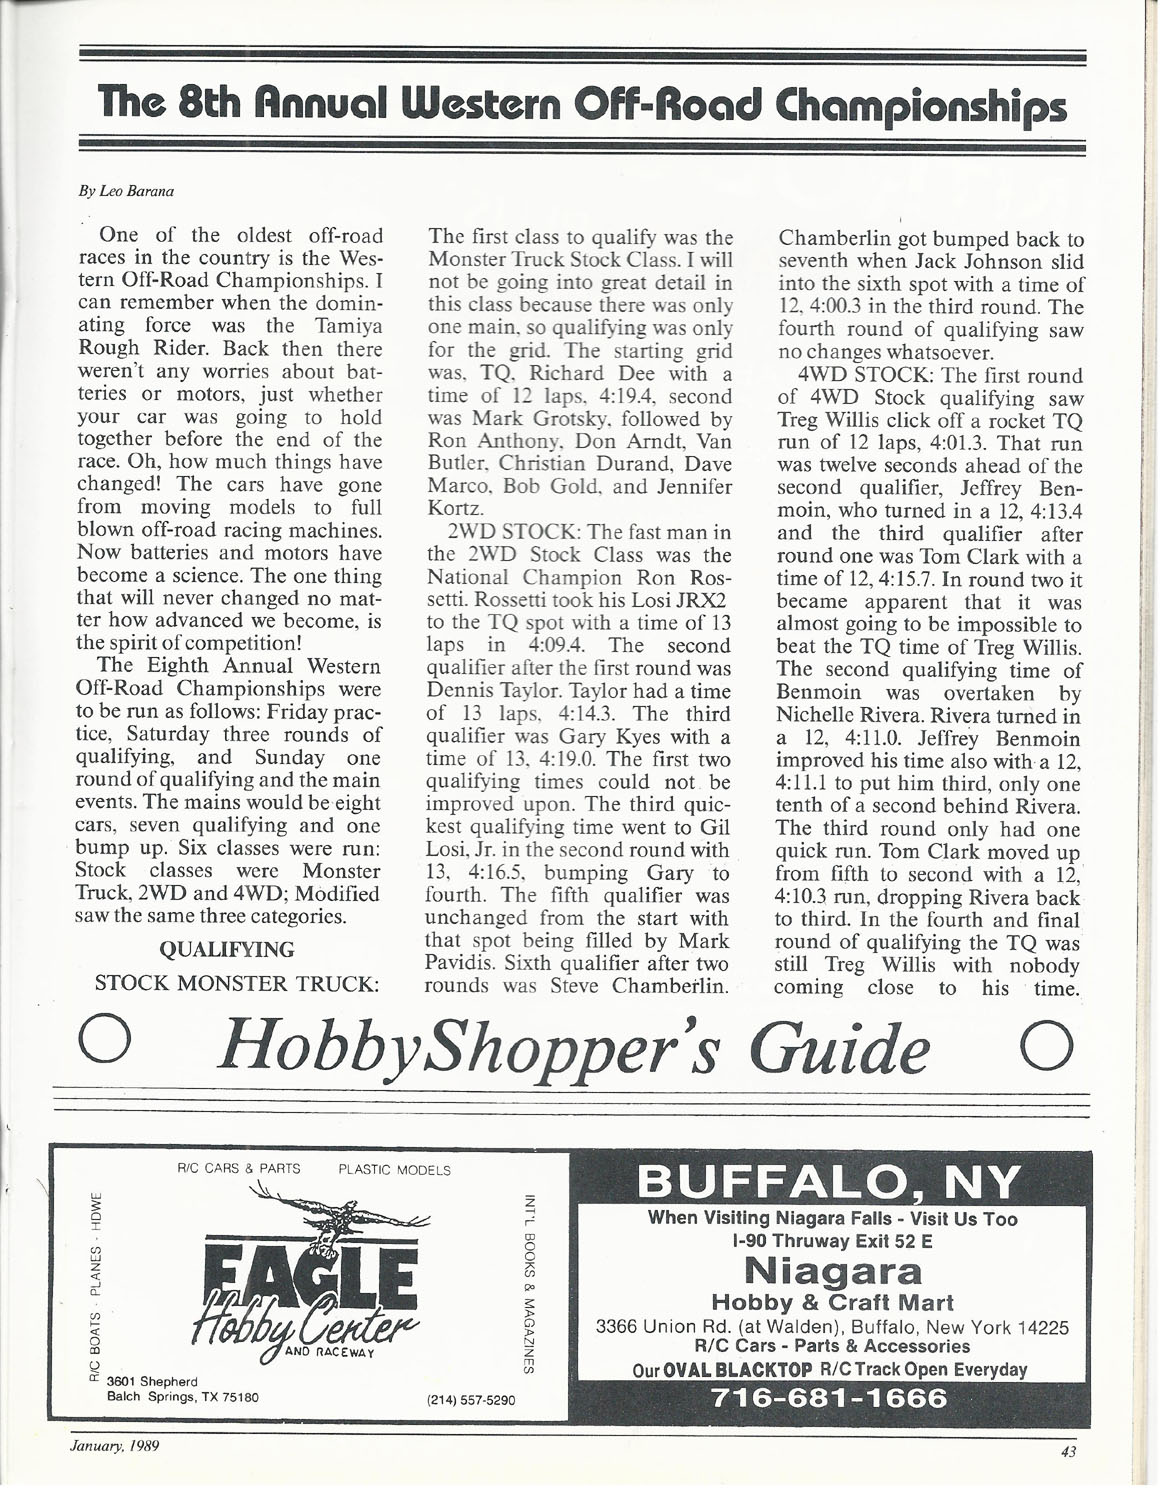 The 8th Annual Western Off-Road Championships
By Leo Barana
One of the oldest off-road
races in the country is the Wes-
tern Off-Road Championships. I
can remember when the domin-
ating force was the Tamiya
Rough Rider. Back then there
weren't any worries about bat-
teries or motors, just whether
your car was going to hold
together before the end of the
race. Oh, how much things have
changed! The cars have gone
from moving models to full
blown off-road racing machines.
Now batteries and motors have
become a science. The one thing
that will never changed no mat-
ter how advanced we become, is
the spirit of competition!
The Eighth Annual Western
Off-Road Championships were
to be run as follows: Friday prac-
tice, Saturday three rounds of
qualifying, and Sunday one
round of qualifying and the main
events. The mains would be eight
cars, seven qualifying and one
bump up. Six classes were run:
Stock classes were Monster
Truck, 2WD and 4WD; Modified
saw the same three categories.
QUALIFYING
STOCK MONSTER TRUCK:
The first class to qualify was the
Monster Truck Stock Class. I will
not be going into great detail in
this class because there was only
one main, so qualifying was only
for the grid. The starting grid
was, TQ, Richard Dee with a
time of 12 laps, 4:19.4, second
was Mark Grotsky, followed by
Ron Anthony, Don Arndt, Van
Butler, Christian Durand, Dave
Marco, Bob Gold, and Jennifer
Kortz.
2WD STOCK: The fast man in
the 2WD Stock Class was the
National Champion Ron Ros-
setti. Rossetti took his Losi JRX2
to the TQ spot with a time of 13
laps in 4:09.4. The second
qualifier after the first round was
Dennis Taylor. Taylor had a time
of 13 laps, 4:14.3. The third
qualifier was Gary Kyes with a
time of 13, 4:19.0. The first two
qualifying times could not be
improved upon. The third quic-
kest qualifying time went to Gil
Losi, Jr. in the second round with
13, 4:16.5, bumping Gary to
fourth. The fifth qualifier was
unchanged from the start with
that spot being filled by Mark
Pavidis. Sixth qualifier after two
rounds was Steve Chamberlin.
Chamberlin got bumped back to
seventh when Jack Johnson slid
into the sixth spot with a time of
12, 4:00.3 in the third round. The
fourth round of qualifying saw
no changes whatsoever.
4WD STOCK: The first round
of 4WD Stock qualifying saw
Treg Willis click off a rocket TQ
run of 12 laps, 4:01.3. That run
was twelve seconds ahead of the
second qualifier, Jeffrey Ben-
moin, who turned in a 12, 4:13.4
and the third qualifier after
round one was Tom Clark with a
time of 12, 4:15.7. In round two it
became apparent that it was
almost going to be impossible to
beat the TQ time of Treg Willis.
The second qualifying time of
Benmoin was overtaken by
Nichelle Rivera. Rivera turned in
a 12, 4:11.0. Jeffrey Benmoin
improved his time also with a 12,
4:11.1 to put him third, only one
tenth of a second behind Rivera.
The third round only had one
quick run. Tom Clark moved up
from fifth to second with a 12,
4:10.3 run, dropping Rivera back
to third. In the fourth and final
round of qualifying the TQ was
still Treg Willis with nobody
coming close to his time.
HobbyShopper's Guide
R/C CARS & PARTS PLASTIC MODELS
R/C BOATS · PLANES · HDWE
INT'L. BOOKS & MAGAZINES
EAGLE
Hobby Center
AND RACEWAY
3601 Shepherd
Balch Springs, TX 75180
(214) 557-5290
BUFFALO, NY
When Visiting Niagara Falls - Visit Us Too
I-90 Thruway Exit 52 E
Niagara
Hobby & Craft Mart
3366 Union Rd. (at Walden), Buffalo, New York 14225
R/C Cars - Parts & Accessories
Our OVAL BLACKTOP R/C Track Open Everyday
716-681-1666
January, 1989
43